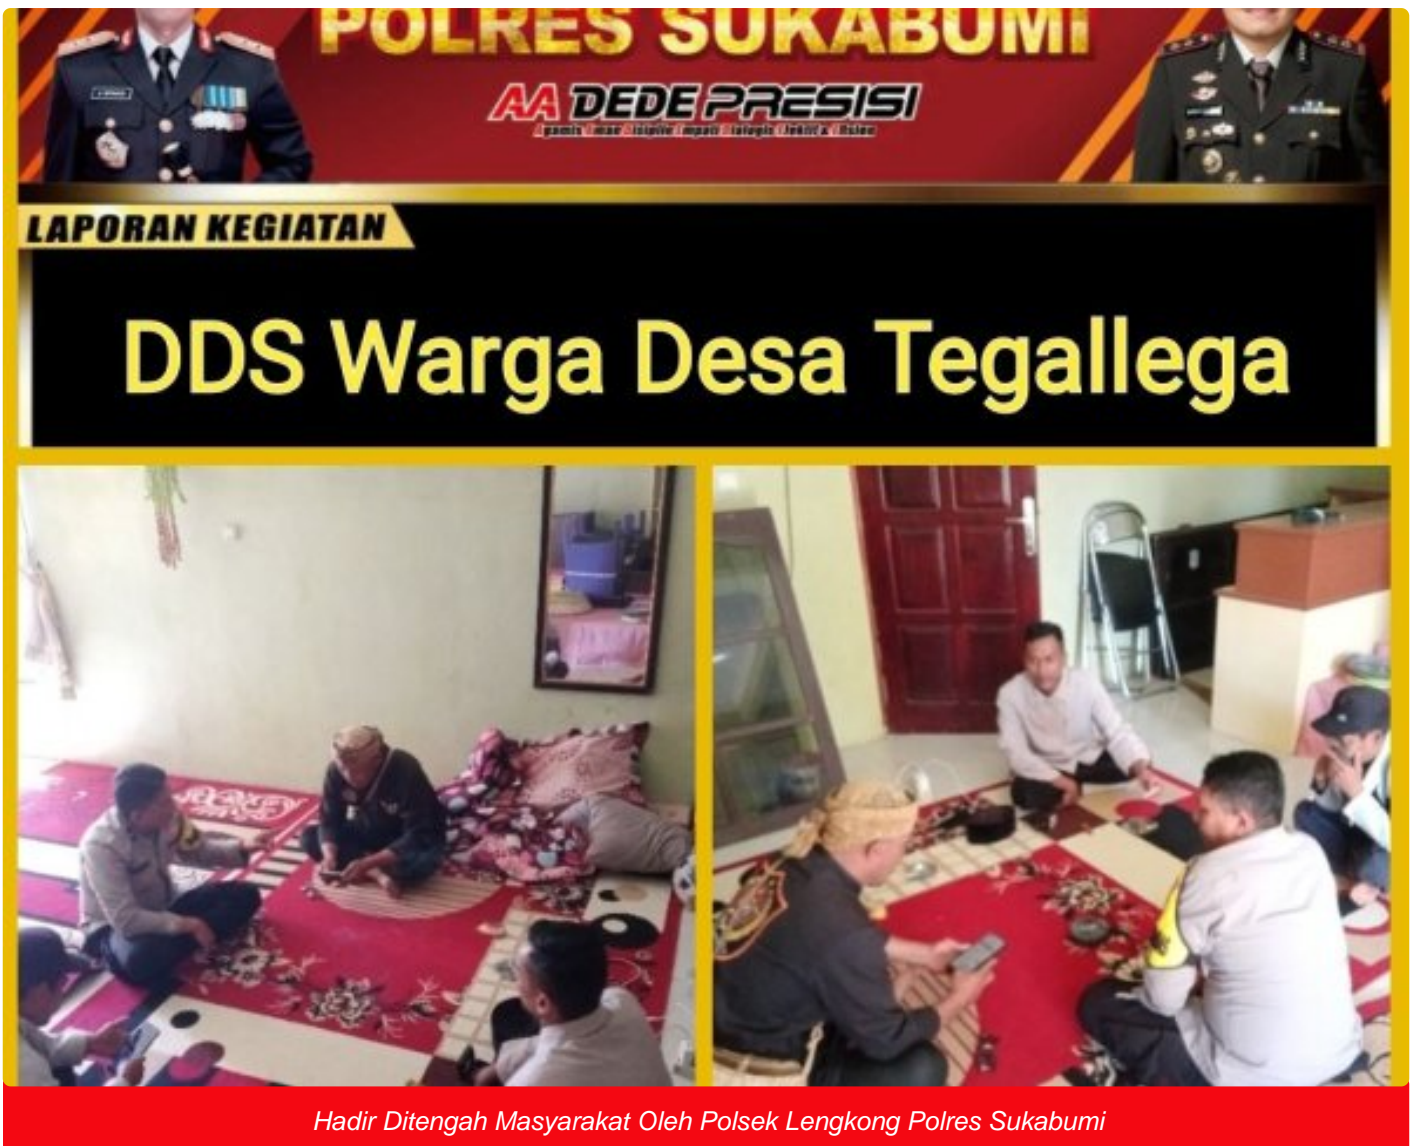 POLRES SUKABUMI
AA DEDE PRESISI
LAPORAN KEGIATAN
DDS Warga Desa Tegallega
Hadir Ditengah Masyarakat Oleh Polsek Lengkong Polres Sukabumi